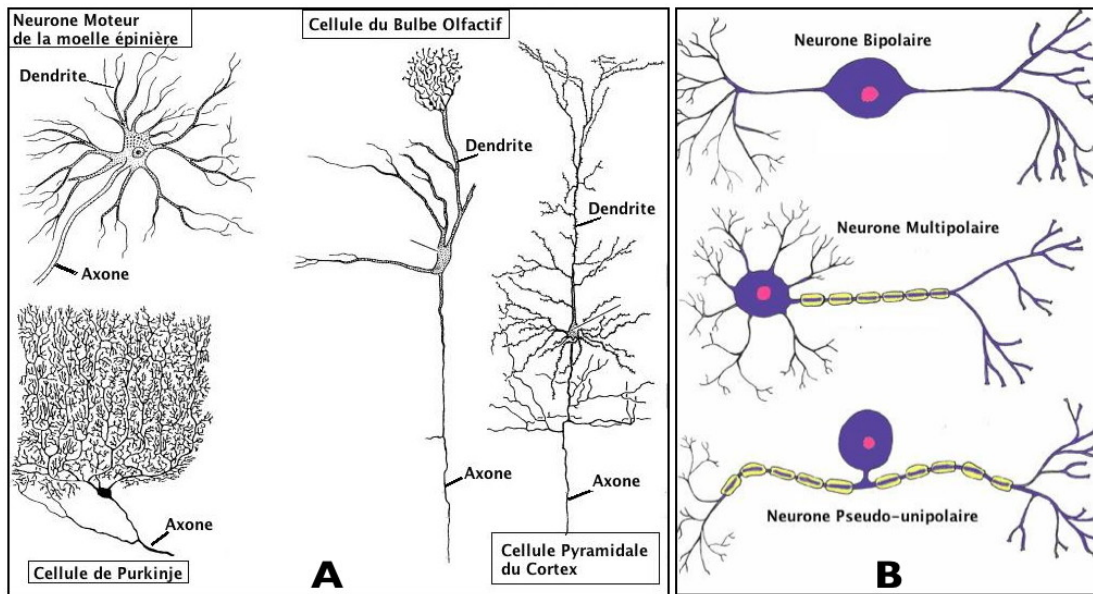 Neurone Moteur
de la moelle épinière
Dendrite
Axone
Cellule du Bulbe Olfactif
Dendrite
Dendrite
Axone
Axone
Axone
Cellule de Purkinje
A
Cellule Pyramidale
du Cortex
Neurone Bipolaire
Neurone Multipolaire
Neurone Pseudo-unipolaire
B